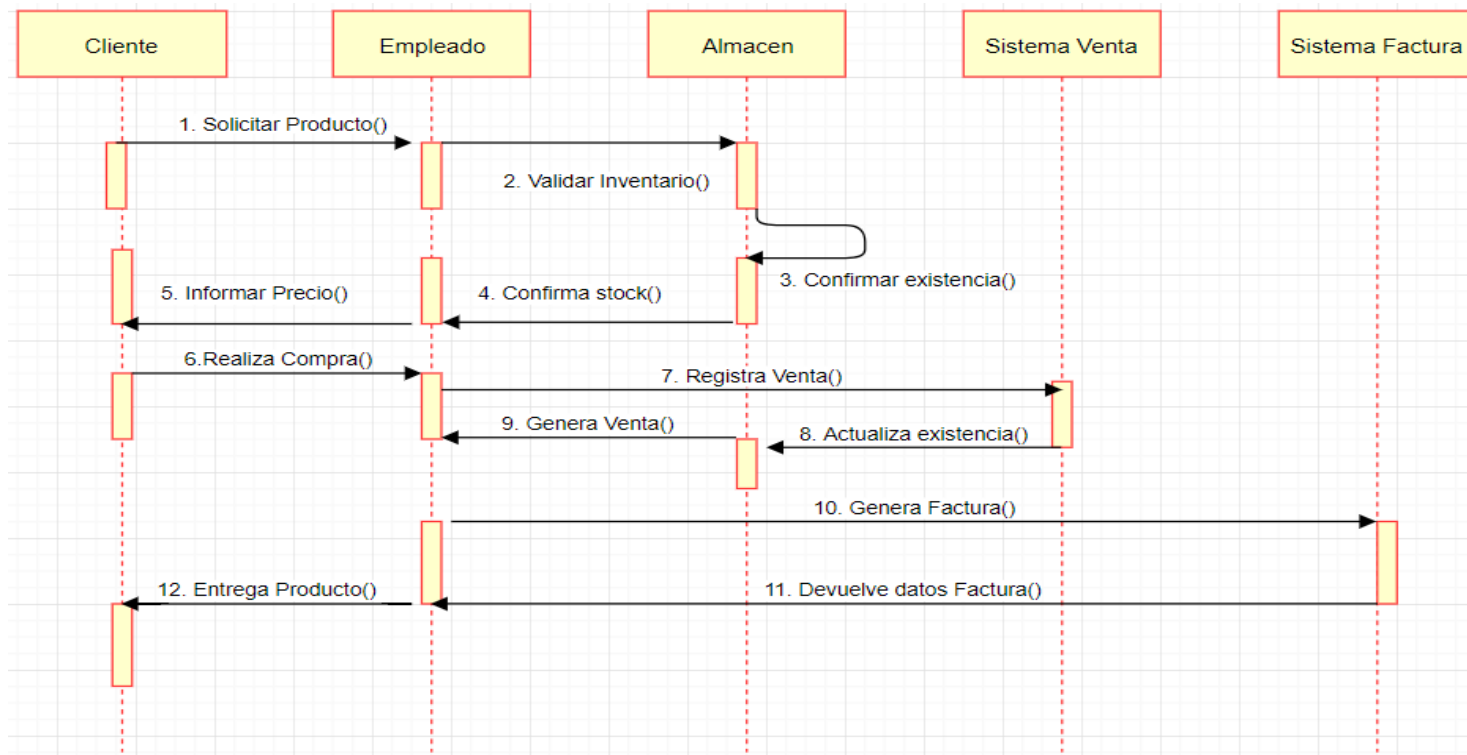 Cliente
Empleado
Almacen
Sistema Venta
Sistema Factura
1. Solicitar Producto()
2. Validar Inventario()
3. Confirmar existencia()
4. Confirma stock()
5. Informar Precio()
6.Realiza Compra()
7. Registra Venta()
8. Actualiza existencia()
9. Genera Venta()
10. Genera Factura()
11. Devuelve datos Factura()
12. Entrega Producto()